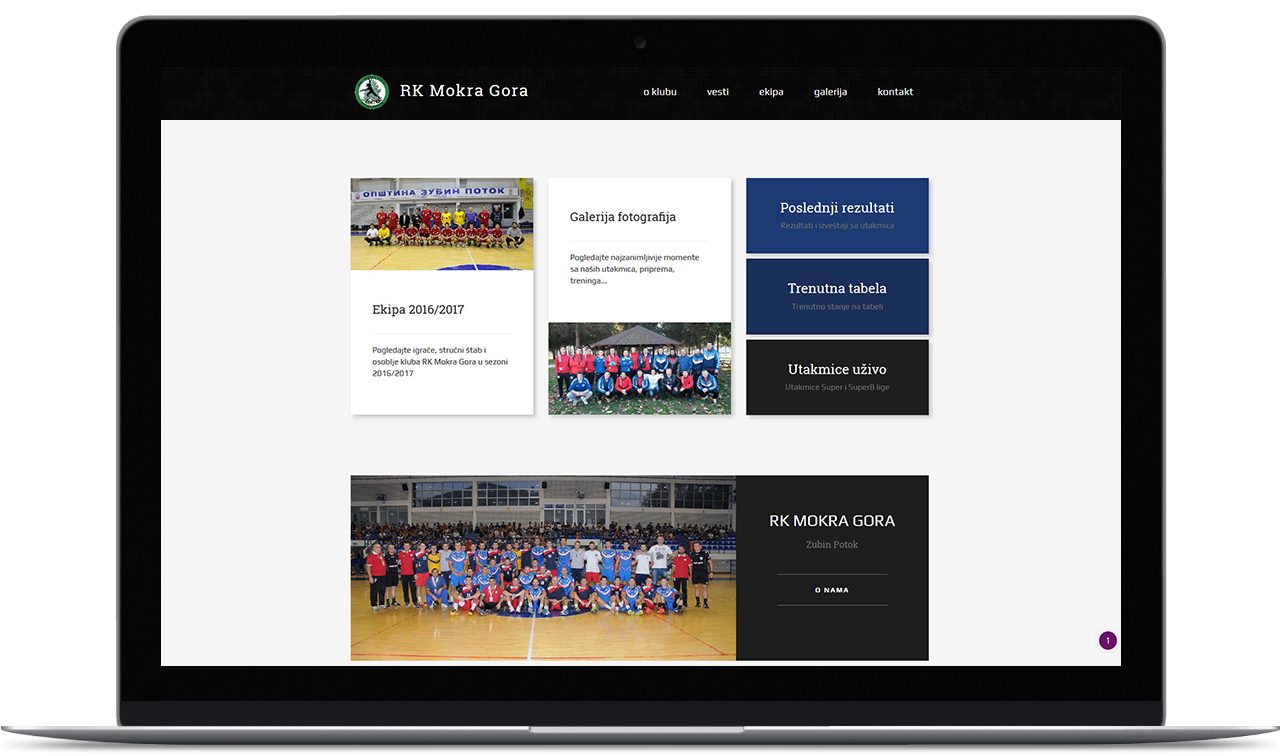 RK Mokra Gora
o klubu vesti ekipa galerija kontakt
ОПШТИНА ЗУБИН ПОТОК
Ekipa 2016/2017
Pogledajte igrače, stručni štab i
osoblje kluba RK Mokra Gora u sezoni
2016/2017
Galerija fotografija
Pogledajte najzanimljivije momente
sa naših utakmica, priprema,
treninga...
Poslednji rezultati
Rezultati i izveštaji sa utakmica
Trenutna tabela
Trenutno stanje na tabeli
Utakmice uživo
Utakmice Super i SuperB lige
RK MOKRA GORA
Zubin Potok
O NAMA
1